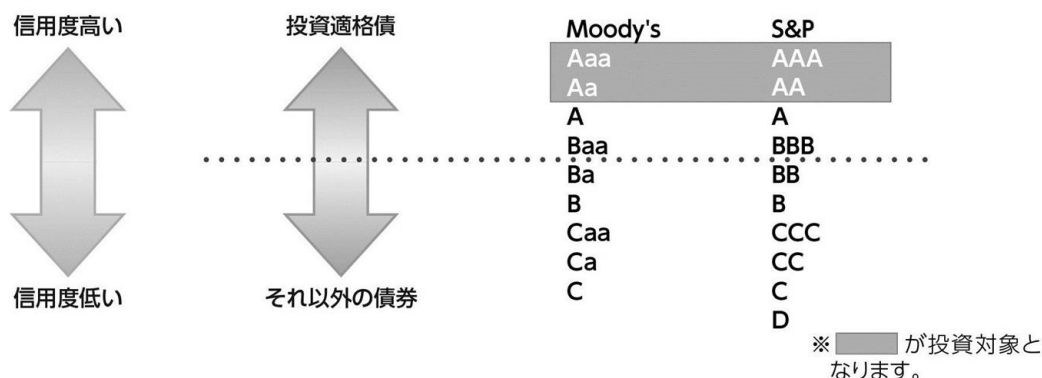 信用度高い 投資適格債 Moody's S&P
Aaa AAA
Aa AA
A A
Baa BBB
Ba BB
B B
Caa CCC
Ca CC
信用度低い それ以外の債券 C C
D
※ が投資対象と
なります。